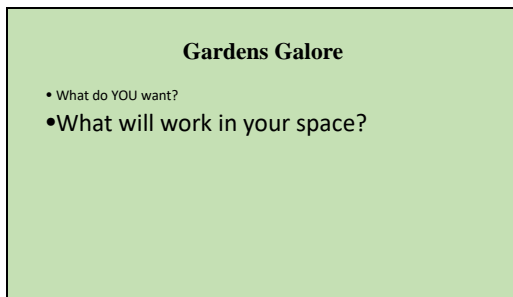 Gardens Galore
• What do YOU want?
•What will work in your space?